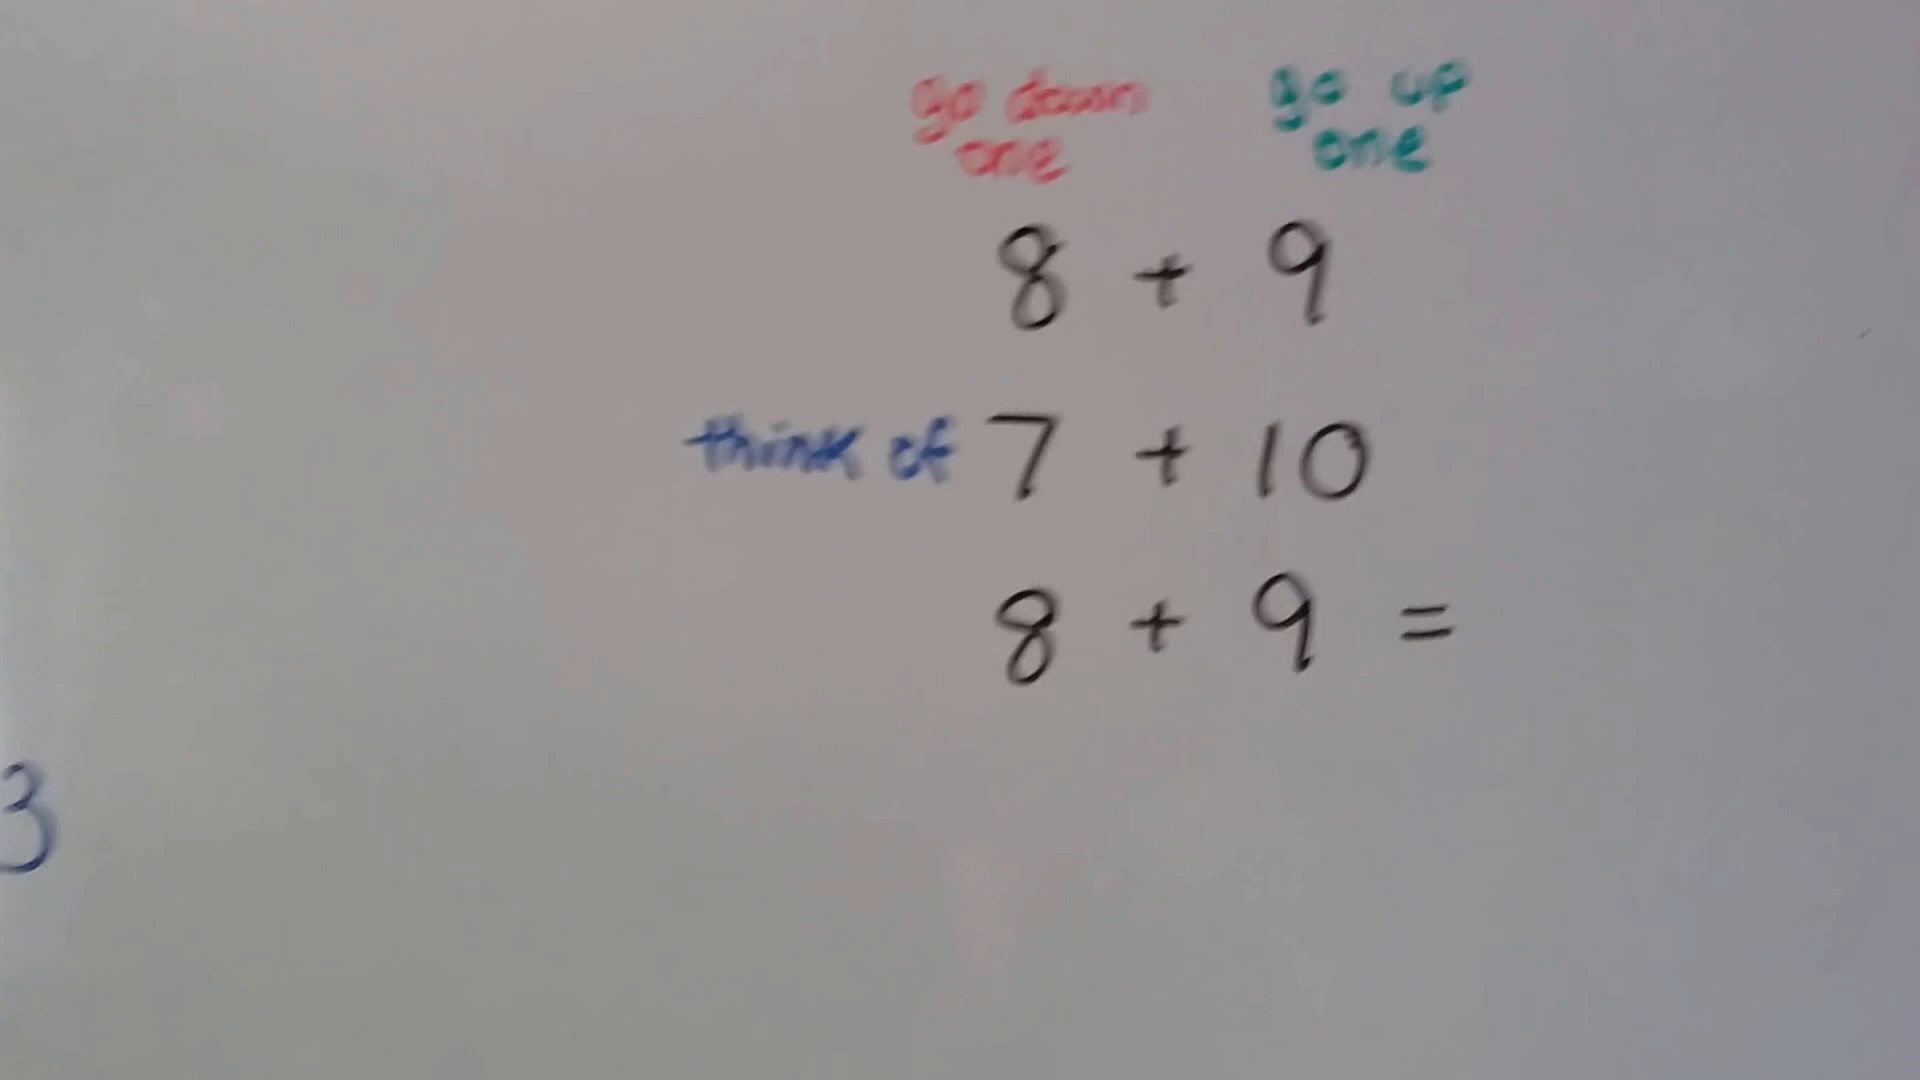 go down go up
one one
8 + 9
think of 7 + 10
8 + 9 =
3